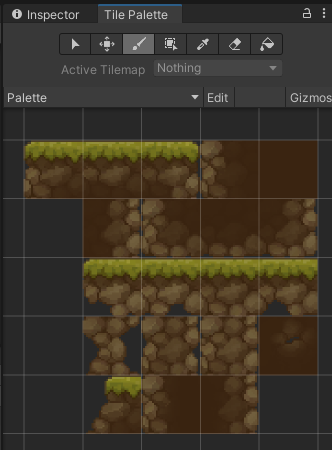 Inspector Tile Palette
Active Tilemap Nothing
Palette Edit Gizmos